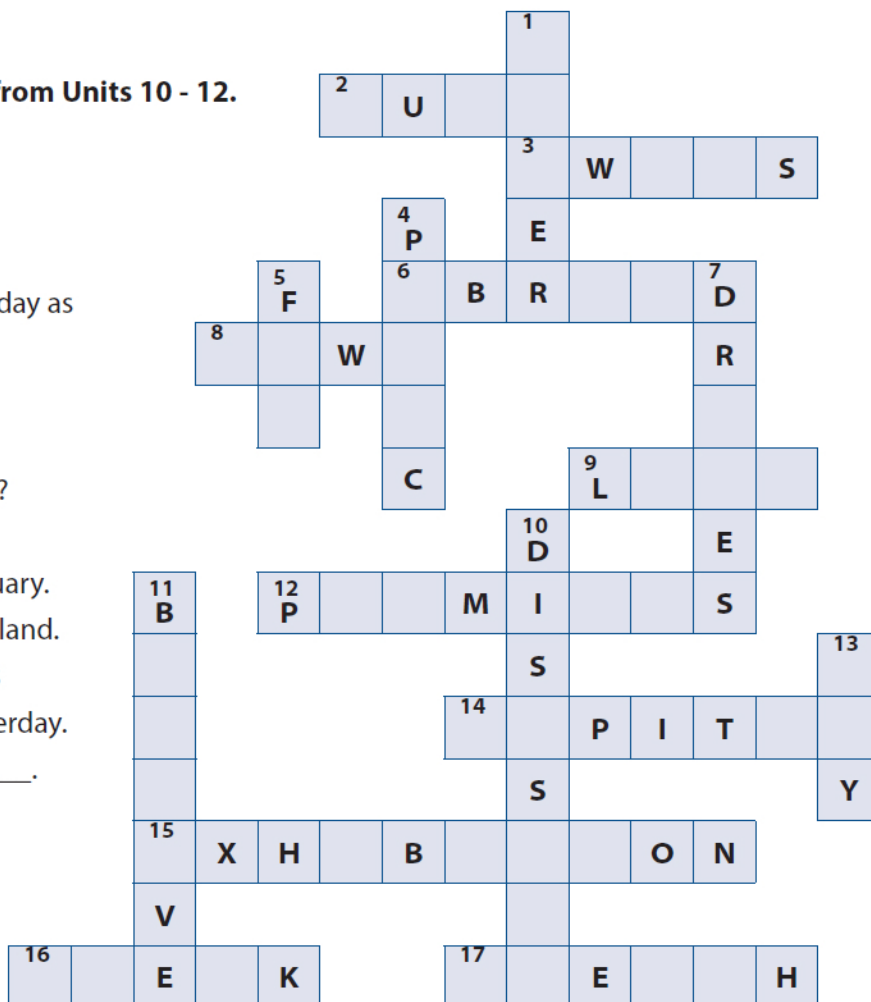 1
from Units 10 - 12.
2 U
3 W S
4 P E
day as
5 F 6 B R 7 D
8 W R
?
C 9 L
10 D E
uary.
11 B 12 P M I S
land.
S 13
erday.
14 P I T
__.
S Y
15 X H B O N
V
16 E K 17 E H